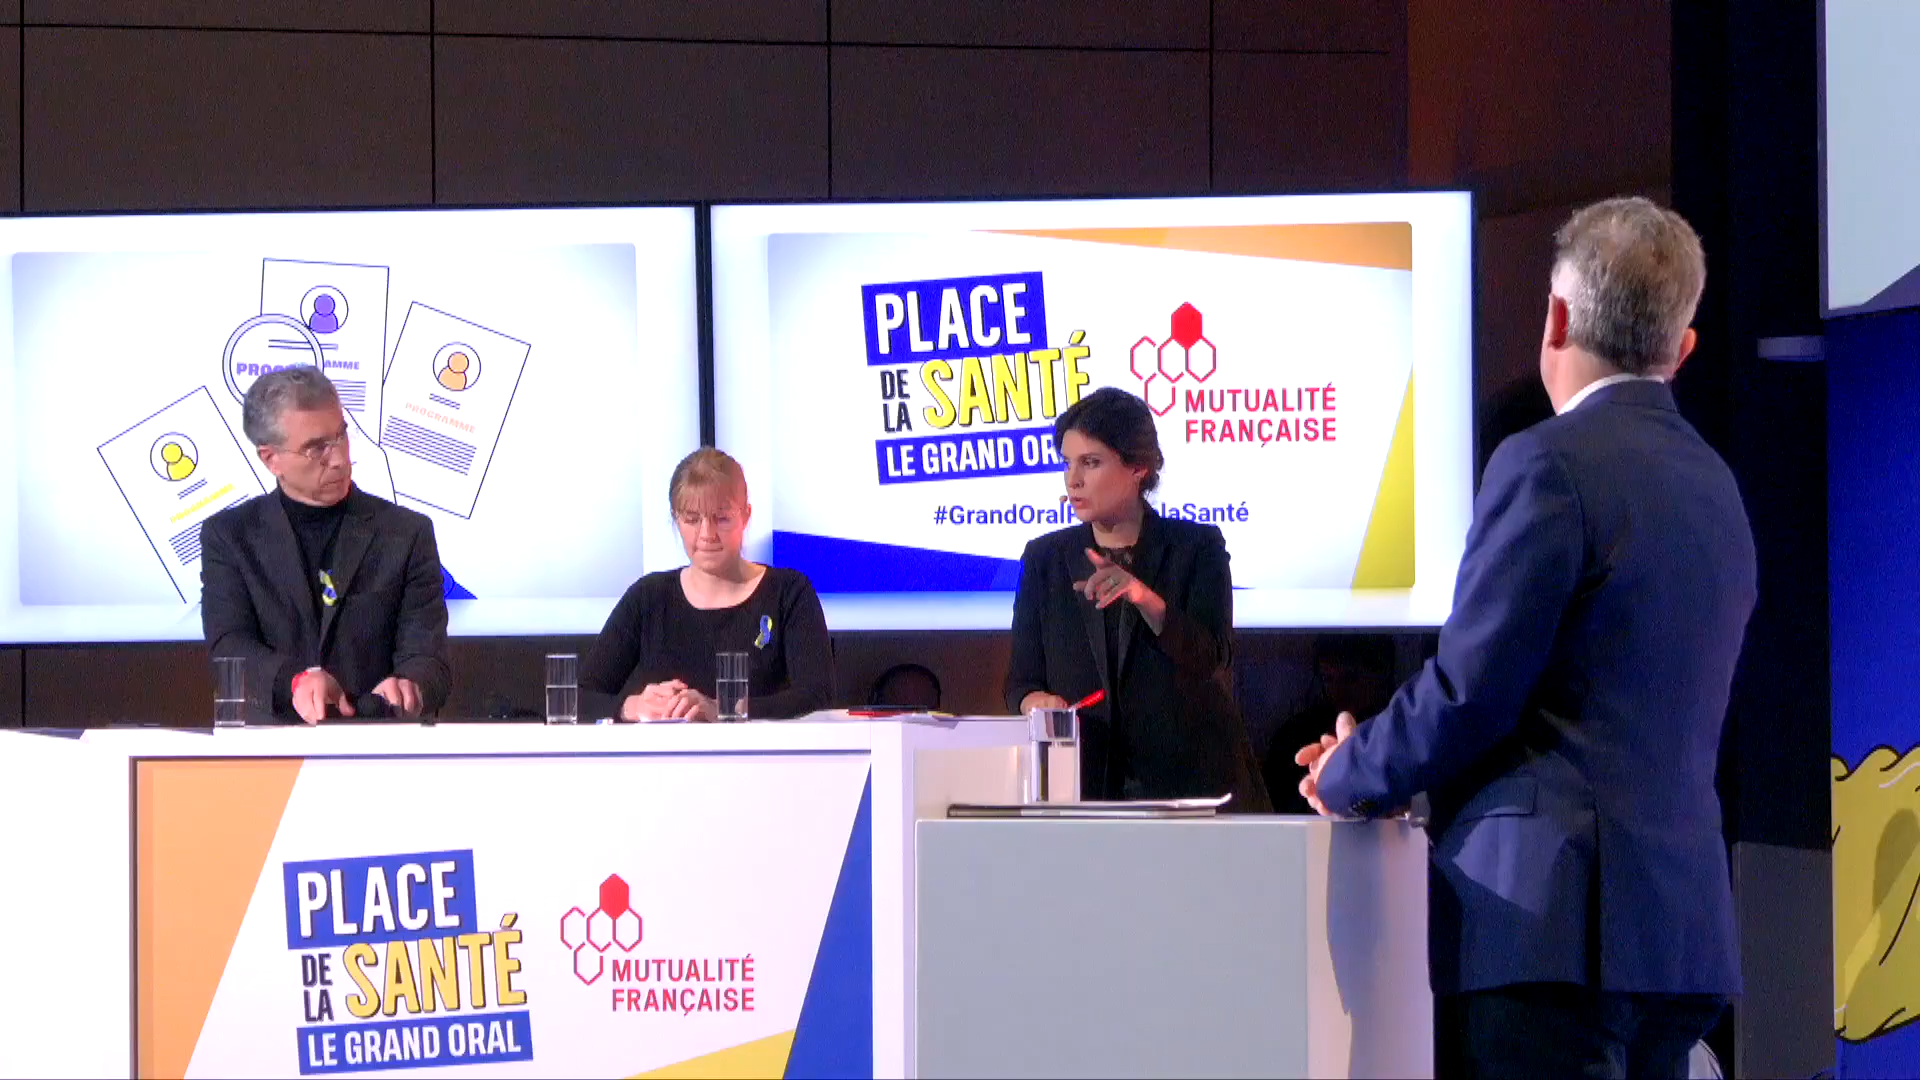 PROGRAMME
PROGRAMME
PROGRAMME
PLACE
DE LA SANTÉ
LE GRAND
MUTUALITÉ
FRANÇAISE
#GrandOral laSanté
PLACE
DE LA SANTÉ
LE GRAND ORAL
MUTUALITÉ
FRANÇAISE